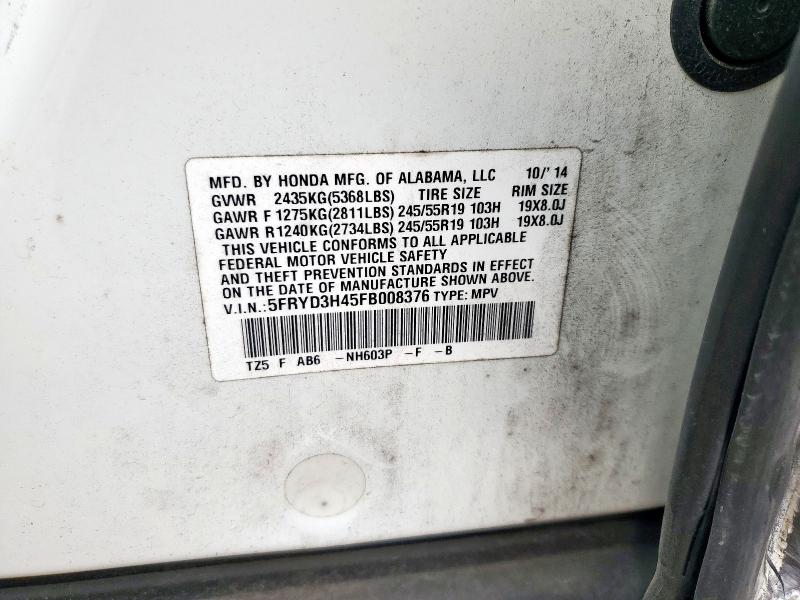 MFD. BY HONDA MFG. OF ALABAMA, LLC 10/' 14
GVWR 2435KG(5368LBS) TIRE SIZE RIM SIZE
GAWR F 1275KG(2811LBS) 245/55R19 103H 19X8.0J
GAWR R1240KG(2734LBS) 245/55R19 103H 19X8.0J
THIS VEHICLE CONFORMS TO ALL APPLICABLE
FEDERAL MOTOR VEHICLE SAFETY
AND THEFT PREVENTION STANDARDS IN EFFECT
ON THE DATE OF MANUFACTURE SHOWN ABOVE.
V.I.N.:5FRYD3H45FB008376 TYPE: MPV
TZ5 F AB6 -NH603P -F -B